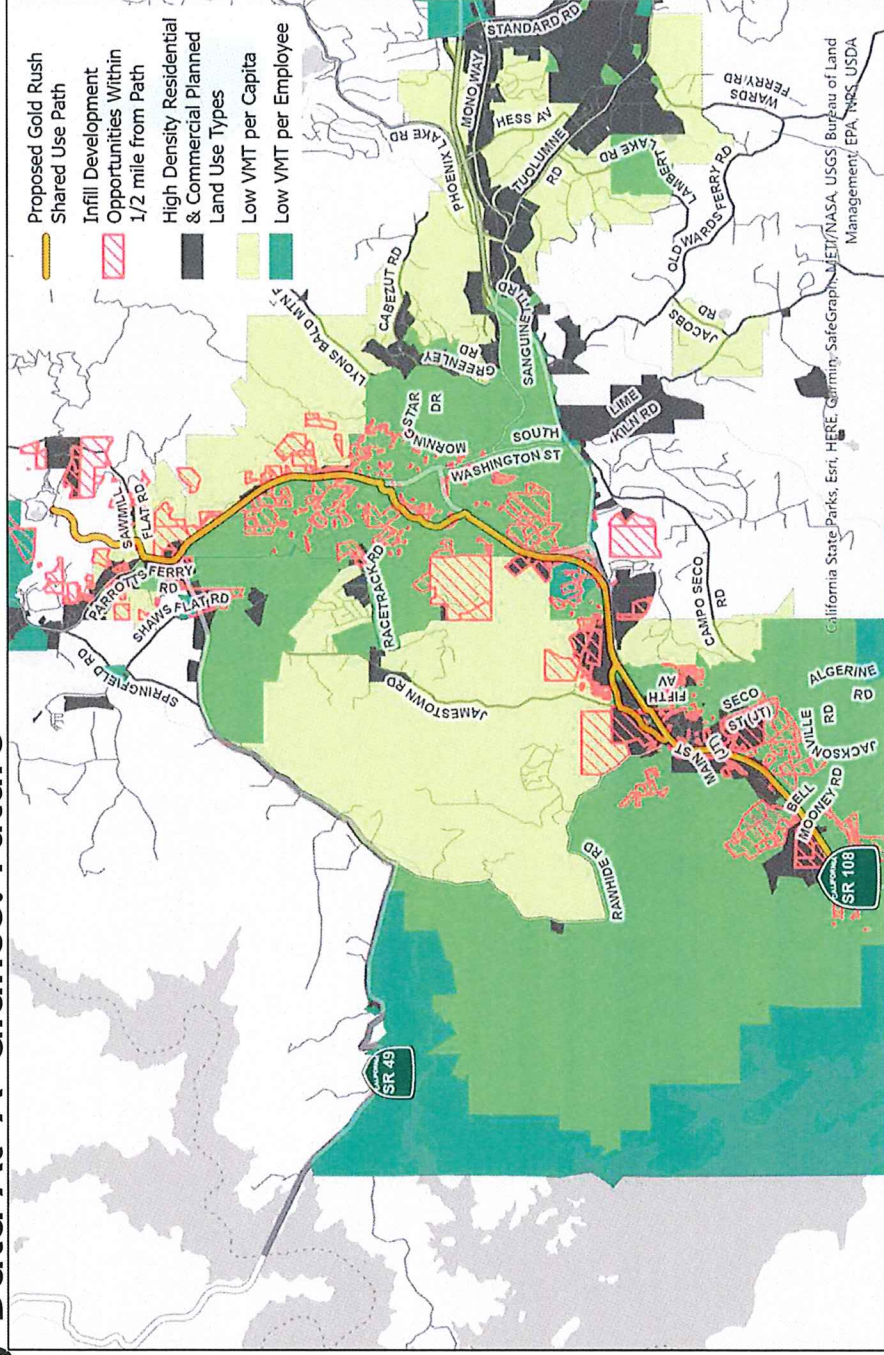 Proposed Gold Rush
Shared Use Path
Infill Development
Opportunities Within
1/2 mile from Path
High Density Residential
& Commercial Planned
Land Use Types
Low VMT per Capita
Low VMT per Employee
STANDARD RD
MONO WAY
PHOENIX LAKE RD
HESS AV
TUOLUMNE
RD
WARDS
FERRY RD
LAMBERT
LAKE RD
OLD WARDS FERRY RD
JACOBS
RD
CABEZUT RD
LYONS BALD MTN
GREENLEY
RD
SANGUINETTI RD
MORNINGSTAR
DR
SOUTH
WASHINGTON ST
LIME
KILN RD
SAWMILL
FLAT RD
PARROTTS FERRY
RD
SHAWS FLAT RD
SPRINGFIELD RD
RACETRACK RD
JAMESTOWN RD
CAMPO SECO
RD
FIFTH
AV
SECO
ST (JT)
MAIN ST
(JT)
ALGERINE
RD
JACKSONVILLE
RD
BELL
MOONEY RD
RAWHIDE RD
CALIFORNIA
SR 108
CALIFORNIA
SR 49
California State Parks, Esri, HERE, Garmin, SafeGraph, METI/NASA, USGS, Bureau of Land
Management, EPA, NPS, USDA